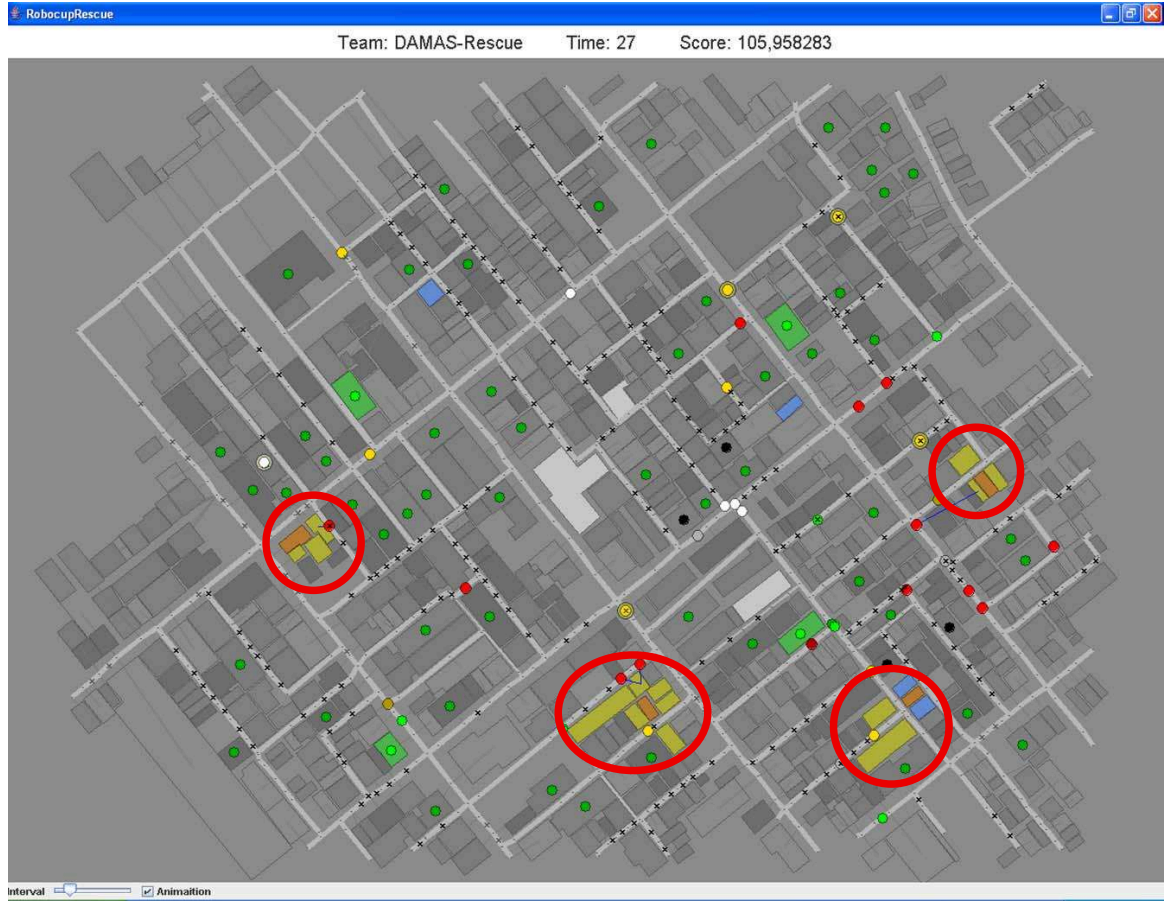 RobocupRescue
Team: DAMAS-Rescue Time: 27 Score: 105,958283
Interval Animaition